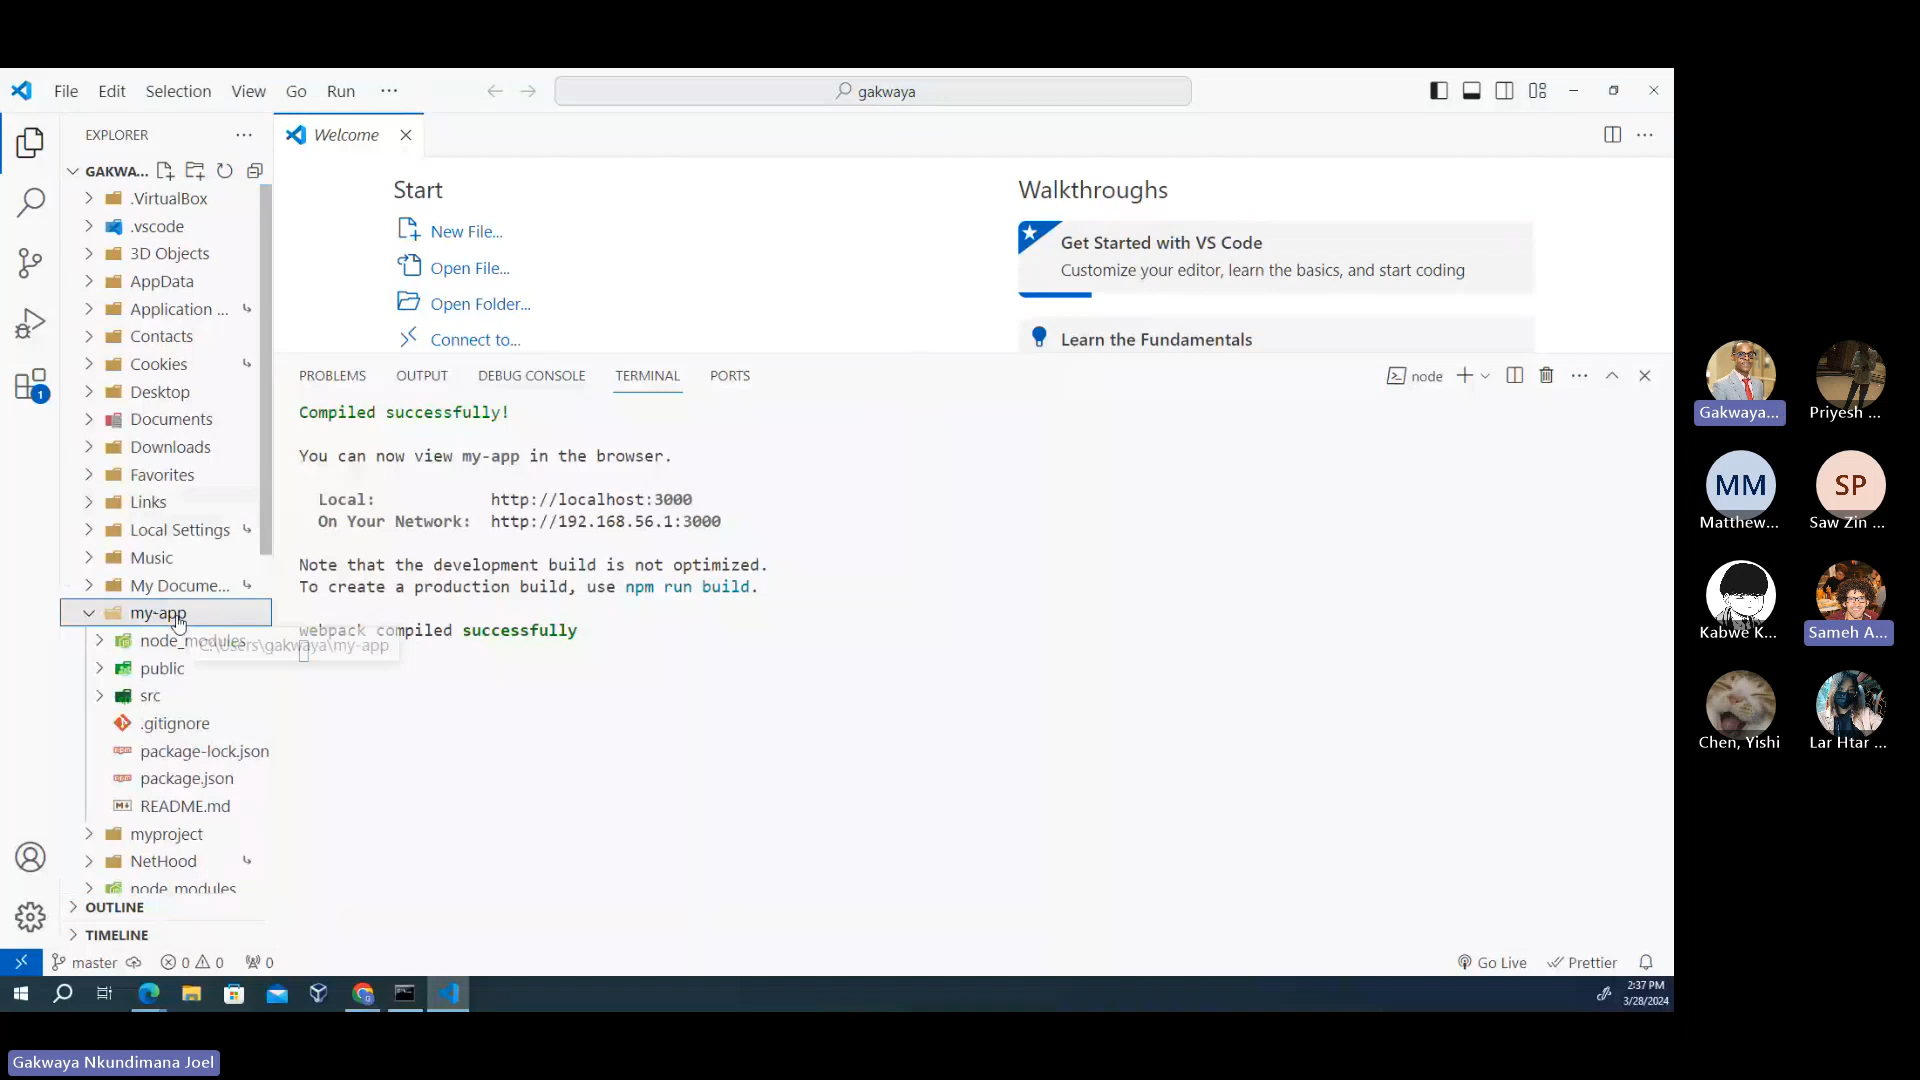 File Edit Selection View Go Run ···
gakwaya
EXPLORER
Welcome
GAKWA...
.VirtualBox
.vscode
3D Objects
AppData
Application ...
Contacts
Cookies
Desktop
Documents
Downloads
Favorites
Links
Local Settings
Music
My Docume...
my-app
node_modules
C:\Users\gakwaya\my-app
public
src
.gitignore
package-lock.json
package.json
README.md
myproject
NetHood
node_modules
OUTLINE
TIMELINE
1
Start
New File...
Open File...
Open Folder...
Connect to...
Walkthroughs
Get Started with VS Code
Customize your editor, learn the basics, and start coding
Learn the Fundamentals
PROBLEMS OUTPUT DEBUG CONSOLE TERMINAL PORTS
node
Compiled successfully!
You can now view my-app in the browser.
Local: http://localhost:3000
On Your Network: http://192.168.56.1:3000
Note that the development build is not optimized.
To create a production build, use npm run build.
webpack compiled successfully
master 0 0 0
Go Live Prettier
2:37 PM
3/28/2024
Gakwaya... Priyesh ...
MM SP
Matthew... Saw Zin ...
Kabwe K... Sameh A...
Chen, Yishi Lar Htar ...
Gakwaya Nkundimana Joel